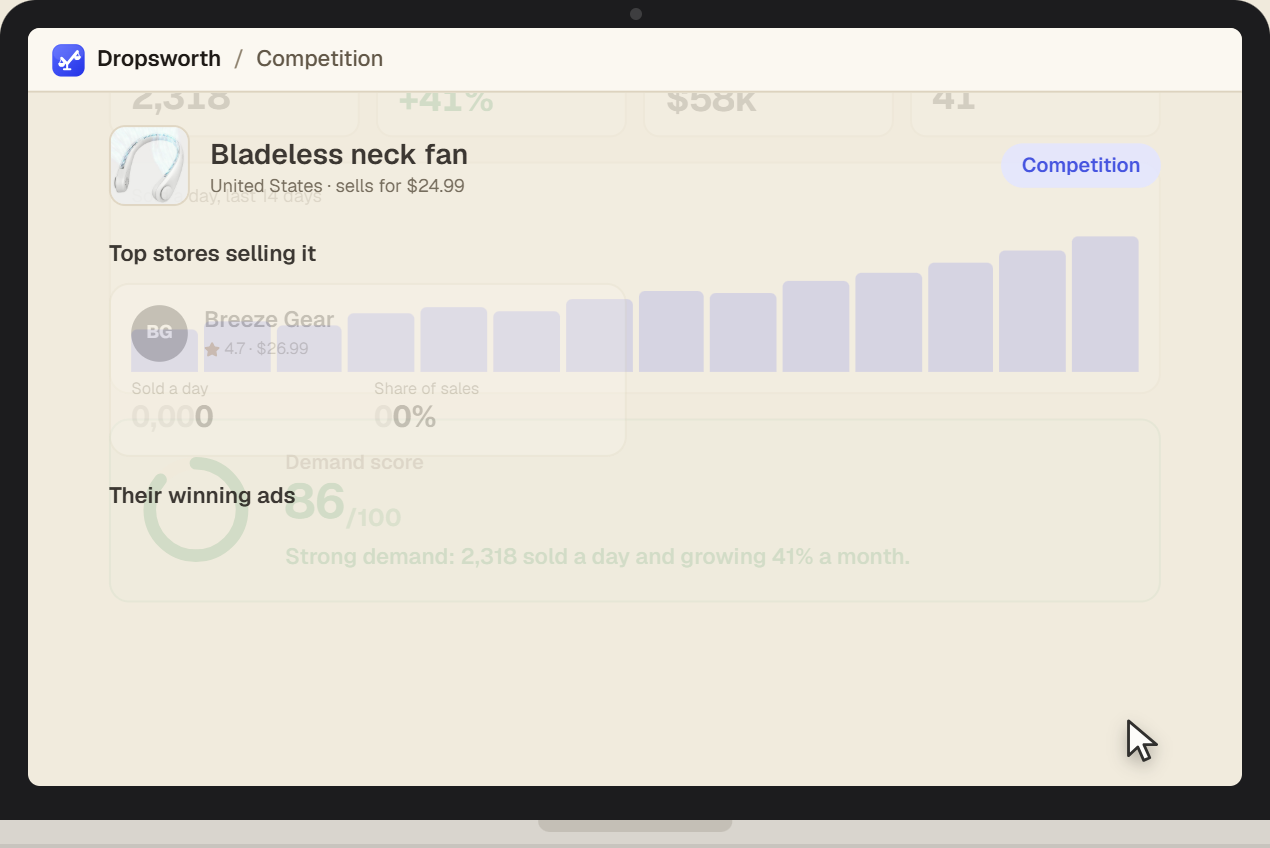 Dropsworth / Competition
2,318
+41%
$58k
41
Bladeless neck fan
United States · sells for $24.99
Competition
day, last 14 days
Top stores selling it
BG
Breeze Gear
4.7 · $26.99
Sold a day
Share of sales
0,000
00%
Demand score
Their winning ads
86/100
Strong demand: 2,318 sold a day and growing 41% a month.